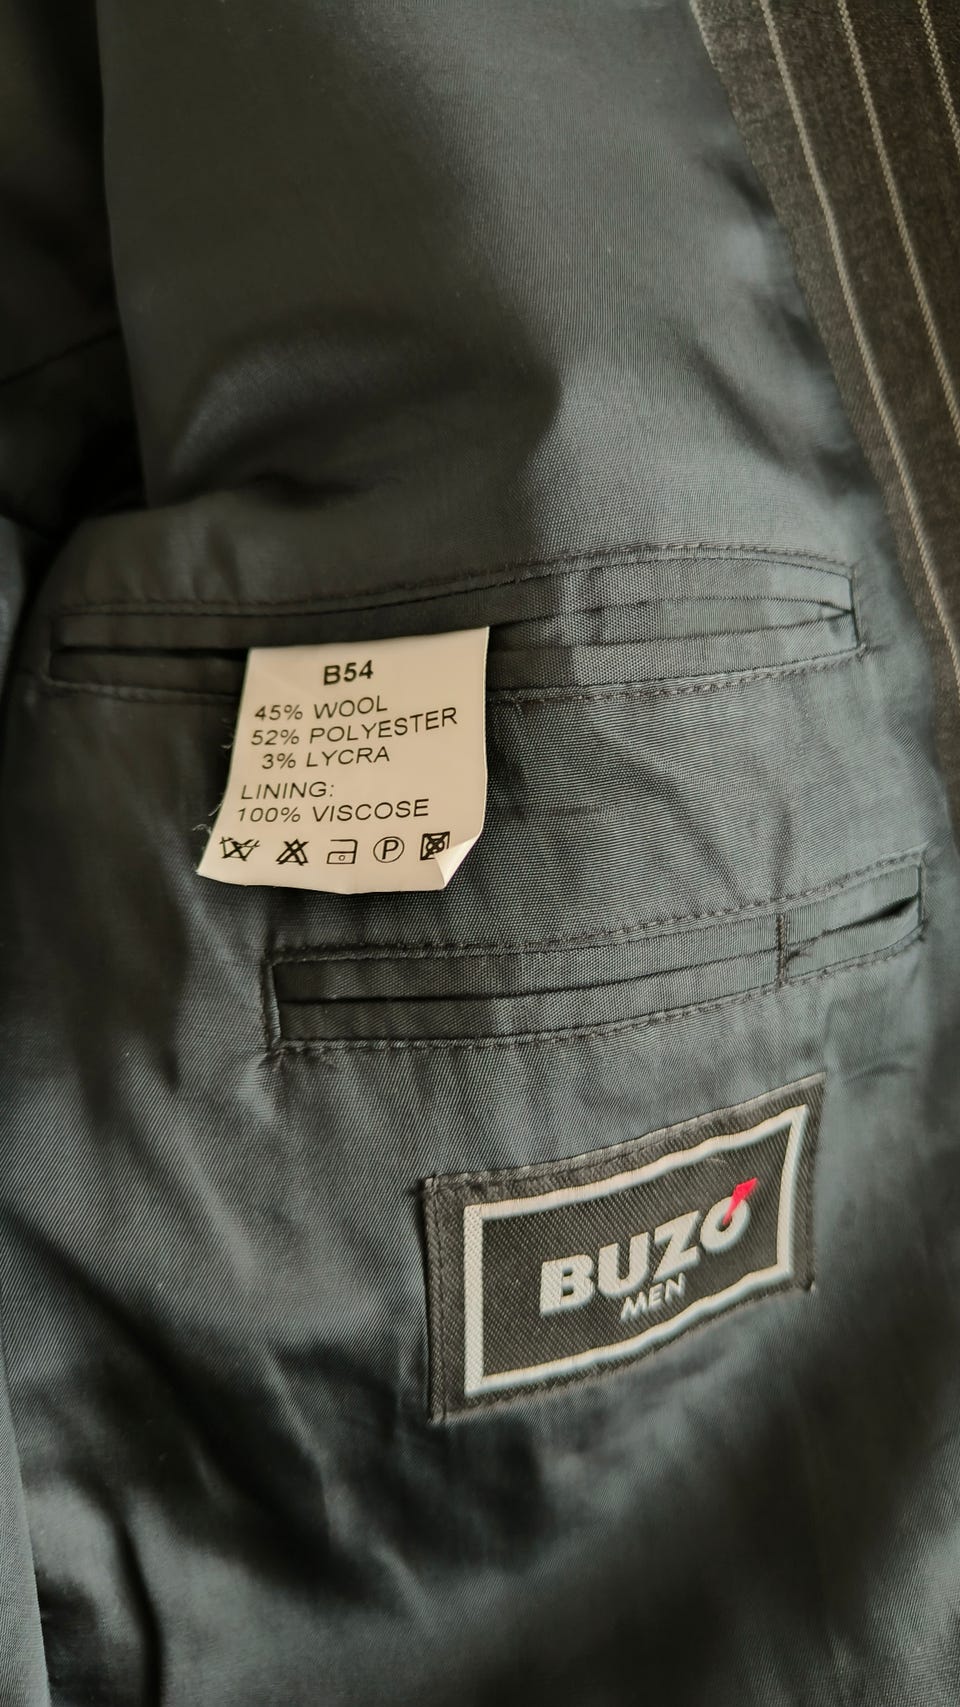 B54
45% WOOL
52% POLYESTER
3% LYCRA
LINING:
100% VISCOSE
P
BUZO
MEN